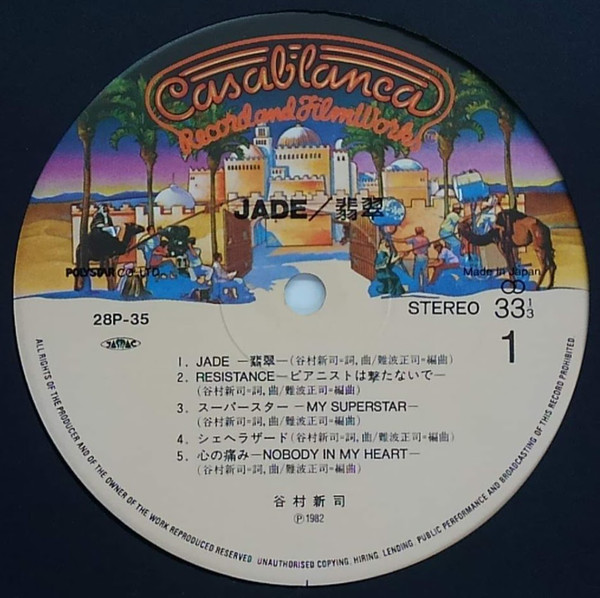 Casablanca
Record and FilmWorks
JADE／翡翠
POLYSTAR CO., LTD.
Made in Japan
28P-35
STEREO 33 1/3
JASRAC
1
1. JADE ―翡翠―(谷村新司=詞, 曲/難波正司=編曲)
2. RESISTANCE―ピアニストは撃たないで―
(谷村新司=詞, 曲/難波正司=編曲)
3. スーパースター ―MY SUPERSTAR―
(谷村新司=詞, 曲/難波正司=編曲)
4. シェヘラザード(谷村新司=詞, 曲/難波正司=編曲)
5. 心の痛み―NOBODY IN MY HEART―
(谷村新司=詞, 曲/難波正司=編曲)
谷村新司
Ⓟ1982
ALL RIGHTS OF THE PRODUCER AND OF THE OWNER OF THE WORK REPRODUCED RESERVED. UNAUTHORISED COPYING, HIRING, LENDING, PUBLIC PERFORMANCE AND BROADCASTING OF THIS RECORD PROHIBITED.